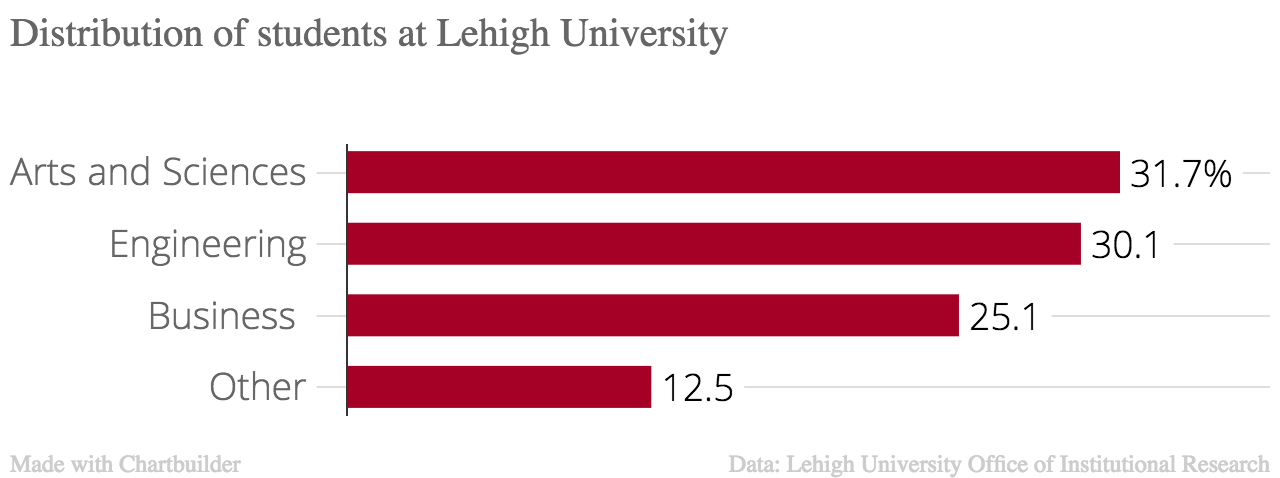 Distribution of students at Lehigh University
Arts and Sciences 31.7%
Engineering 30.1
Business 25.1
Other 12.5
Made with Chartbuilder Data: Lehigh University Office of Institutional Research